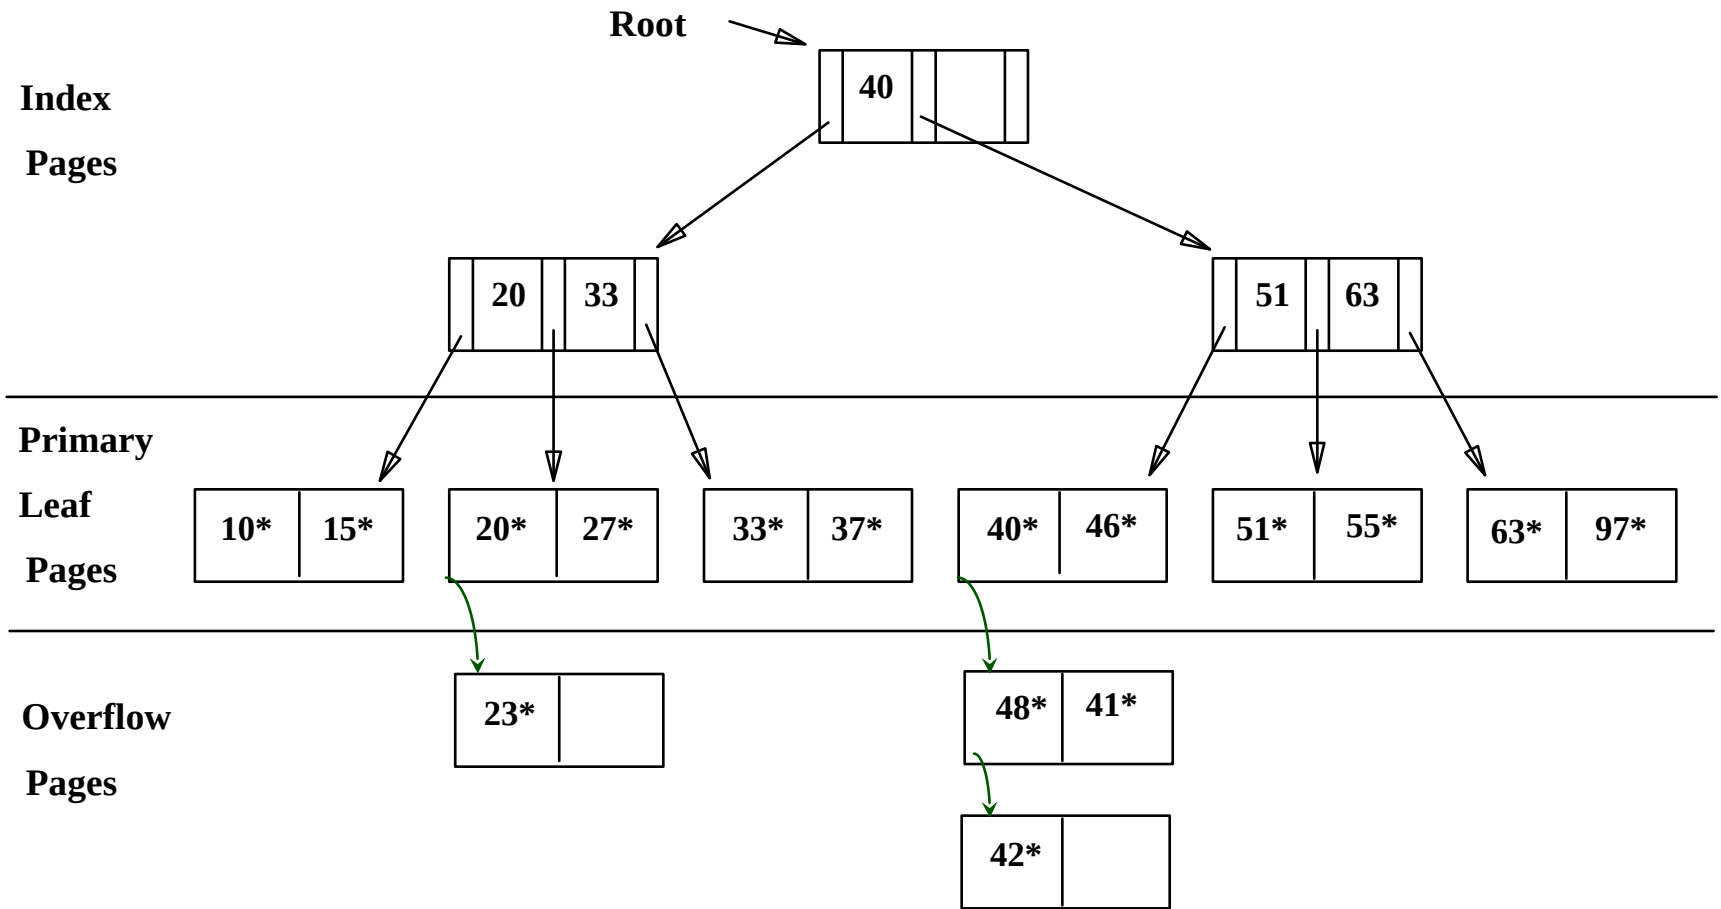 Root
Index
Pages
40
20 33
51 63
Primary
Leaf
Pages
10* 15*
20* 27*
33* 37*
40* 46*
51* 55*
63* 97*
Overflow
Pages
23*
48* 41*
42*